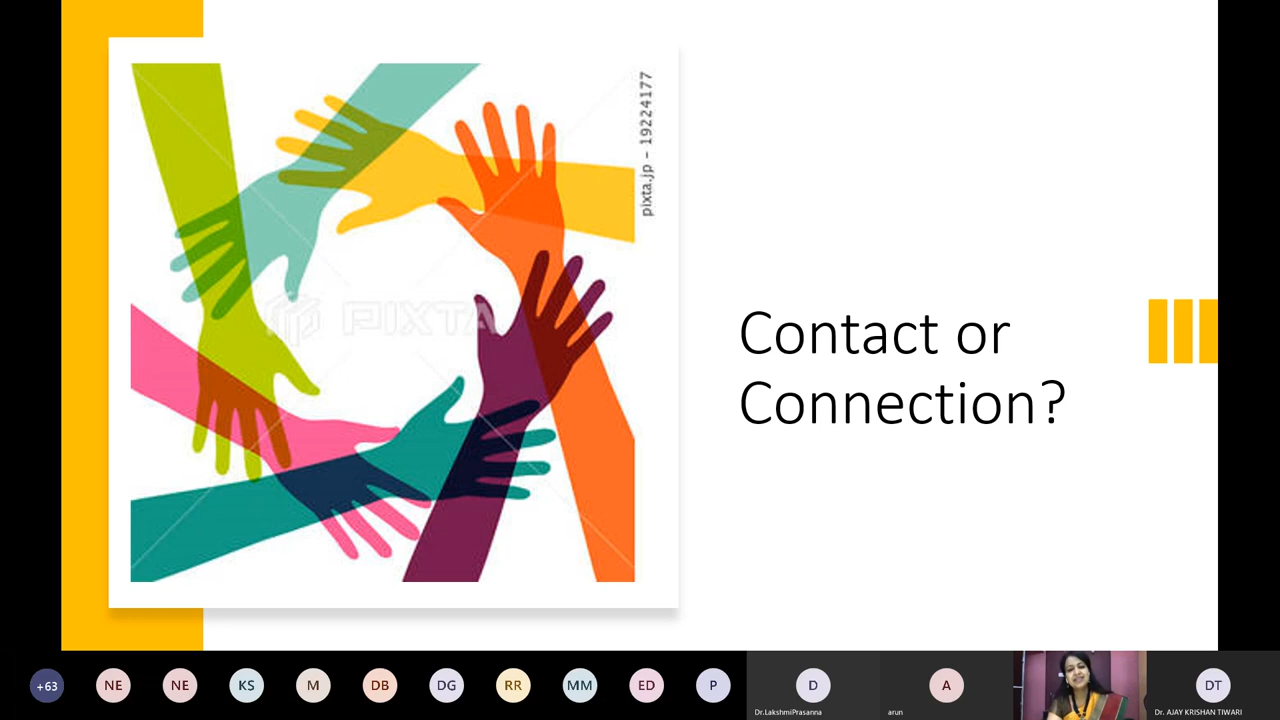 pixta.jp - 19224177
PIXTA
Contact or
Connection?
+63
NE
NE
KS
M
DB
DG
RR
MM
ED
P
D
Dr.LakshmiPrasanna
A
arun
DT
Dr. AJAY KRISHAN TIWARI